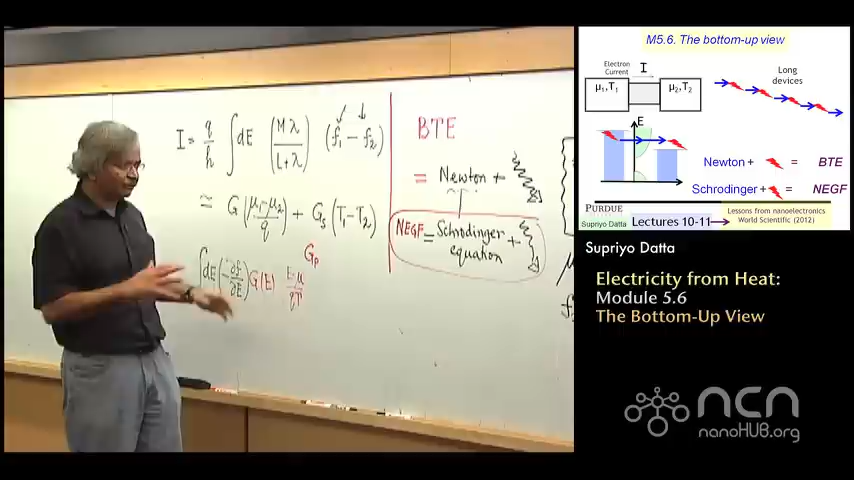 I = q/h ∫dE (Mλ/L+λ) (f₁ − f₂)
≃ G (μ₁−μ₂/q) + Gₛ (T₁−T₂)
Gₚ
∫dE (−∂f/∂E) G(E) E-μ/qT
BTE
= Newton +
NEGF = Schrodinger +
equation
M5.6. The bottom-up view
Electron
Current
I
μ₁,T₁
μ₂,T₂
Long
devices
E
Newton + = BTE
Schrodinger + = NEGF
PURDUE
Supriyo Datta
Lectures 10-11
Lessons from nanoelectronics
World Scientific (2012)
Supriyo Datta
Electricity from Heat:
Module 5.6
The Bottom-Up View
ncn
nanoHUB.org